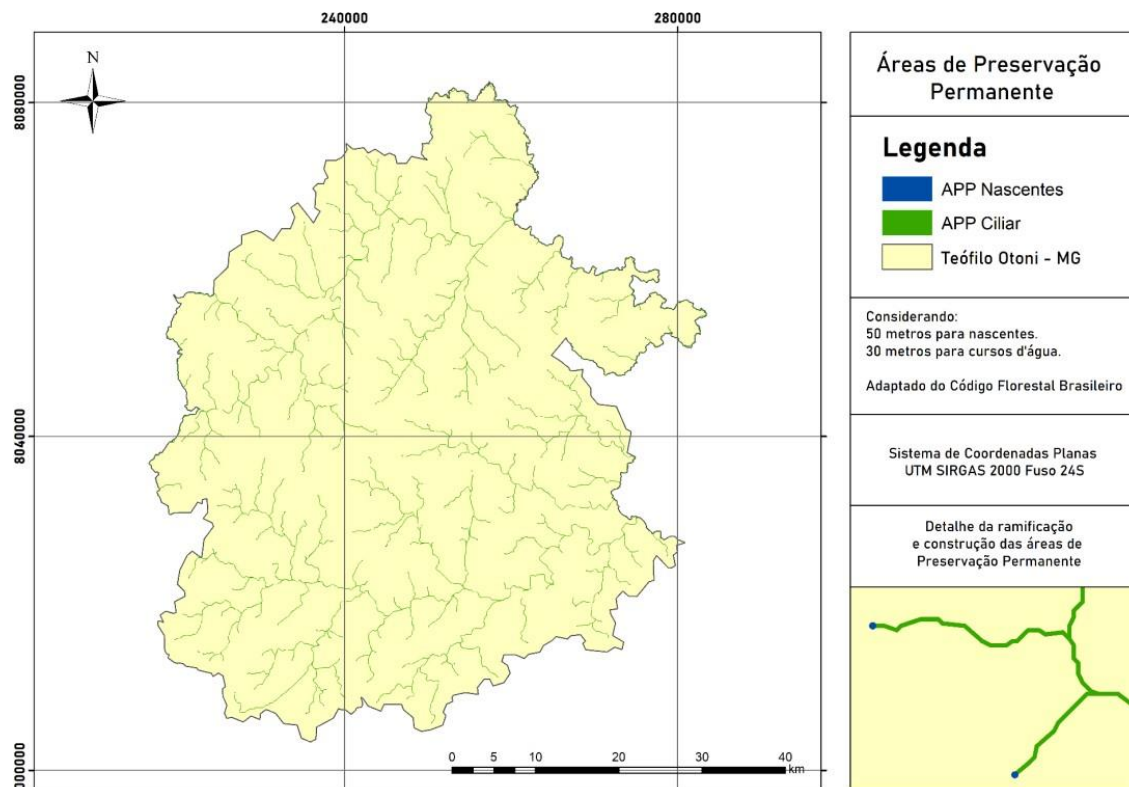 240000
280000
N
8080000
8040000
000000
0
5
10
20
30
40
km
Áreas de Preservação
Permanente
Legenda
APP Nascentes
APP Ciliar
Teófilo Otoni - MG
Considerando:
50 metros para nascentes.
30 metros para cursos d'água.
Adaptado do Código Florestal Brasileiro
Sistema de Coordenadas Planas
UTM SIRGAS 2000 Fuso 24S
Detalhe da ramificação
e construção das áreas de
Preservação Permanente